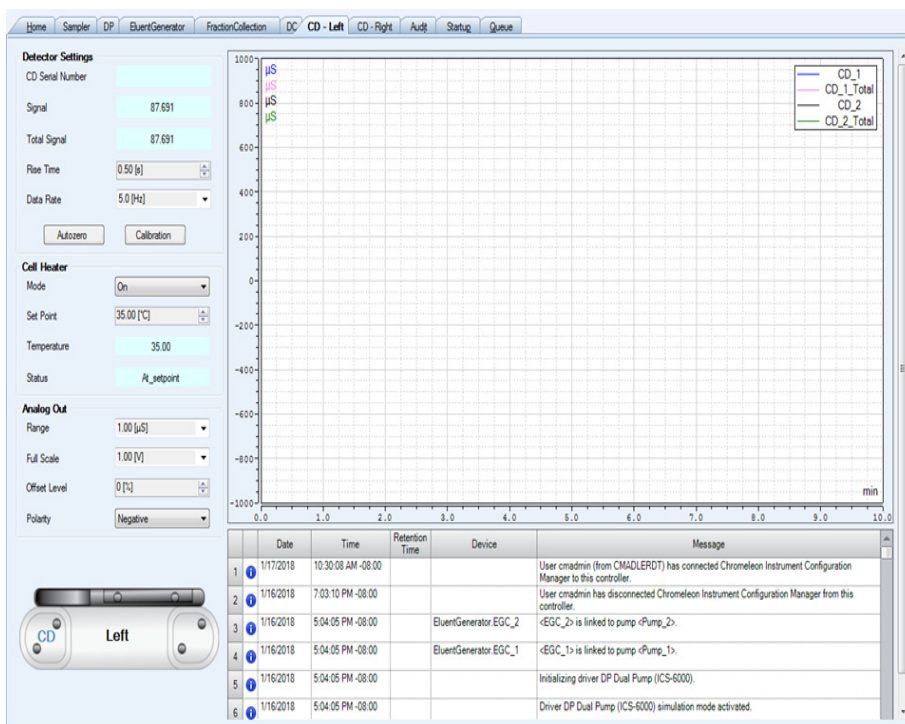 Home Sampler DP EluentGenerator FractionCollection DC CD - Left CD - Right Audit Startup Queue
Detector Settings
CD Serial Number
Signal 87.691
Total Signal 87.691
Rise Time 0.50 [s]
Data Rate 5.0 [Hz]
Autozero Calibration
Cell Heater
Mode On
Set Point 35.00 [°C]
Temperature 35.00
Status At_setpoint
Analog Out
Range 1.00 [µS]
Full Scale 1.00 [V]
Offset Level 0 [%]
Polarity Negative
CD Left
1000
800
600
400
200
0
-200
-400
-600
-800
-1000
µS
µS
µS
µS
CD_1
CD_1_Total
CD_2
CD_2_Total
min
0.0 1.0 2.0 3.0 4.0 5.0 6.0 7.0 8.0 9.0 10.0
Date Time Retention Time Device Message
1 1/17/2018 10:30:08 AM -08:00 User cmadmin (from CMADLERDT) has connected Chromeleon Instrument Configuration
Manager to this controller.
2 1/16/2018 7:03:10 PM -08:00 User cmadmin has disconnected Chromeleon Instrument Configuration Manager from this
controller.
3 1/16/2018 5:04:05 PM -08:00 EluentGenerator.EGC_2 <EGC_2> is linked to pump <Pump_2>.
4 1/16/2018 5:04:05 PM -08:00 EluentGenerator.EGC_1 <EGC_1> is linked to pump <Pump_1>.
5 1/16/2018 5:04:05 PM -08:00 Initializing driver DP Dual Pump (ICS-6000).
6 1/16/2018 5:04:05 PM -08:00 Driver DP Dual Pump (ICS-6000) simulation mode activated.